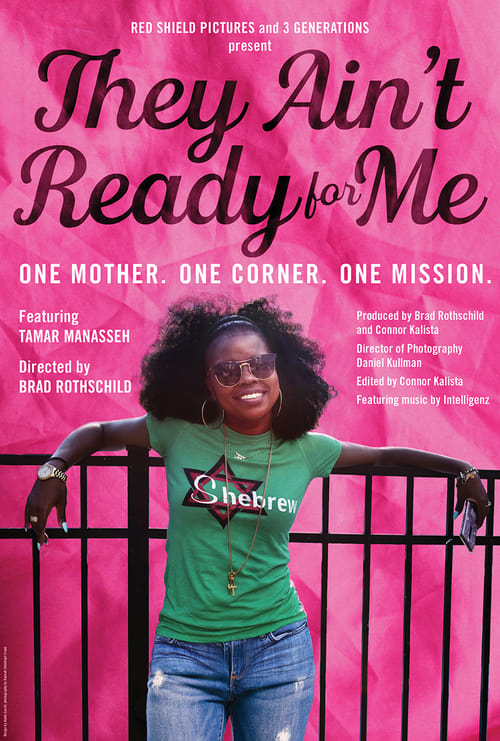 RED SHIELD PICTURES and 3 GENERATIONS
present
They Ain't
Ready for Me
ONE MOTHER. ONE CORNER. ONE MISSION.
Featuring
TAMAR MANASSEH
Directed by
BRAD ROTHSCHILD
Produced by Brad Rothschild
and Connor Kalista
Director of Photography
Daniel Kullman
Edited by Connor Kalista
Featuring music by Intelligenz
Shebrew